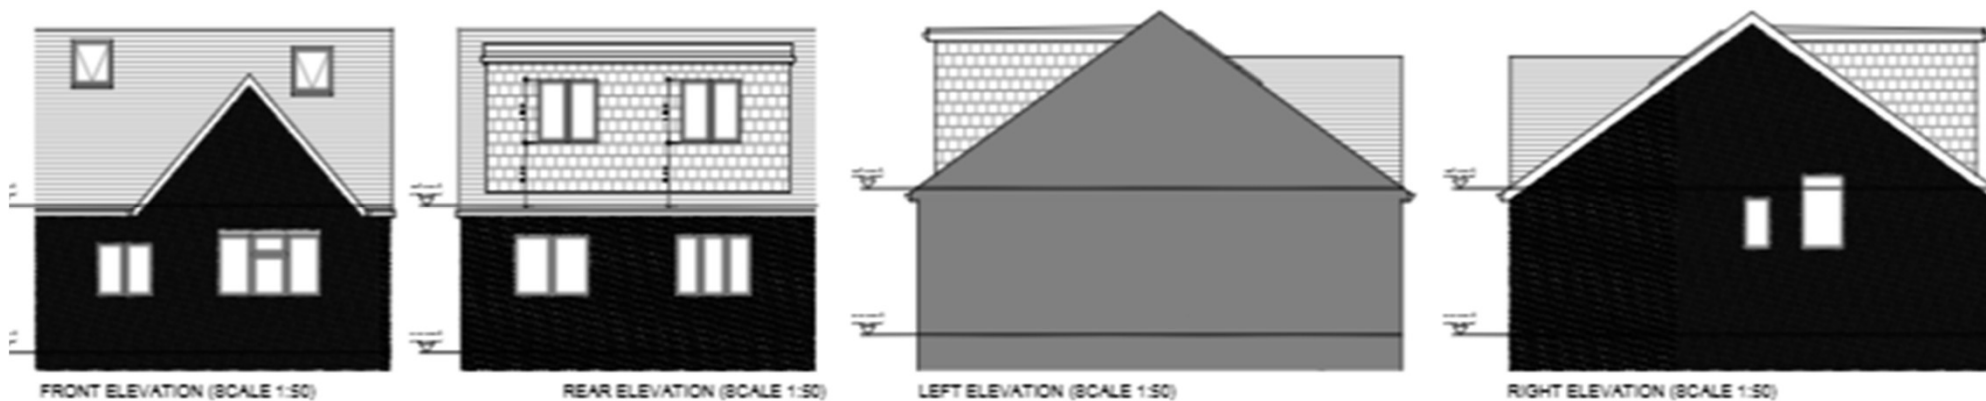 FRONT ELEVATION (SCALE 1:50)
REAR ELEVATION (SCALE 1:50)
LEFT ELEVATION (SCALE 1:50)
RIGHT ELEVATION (SCALE 1:50)